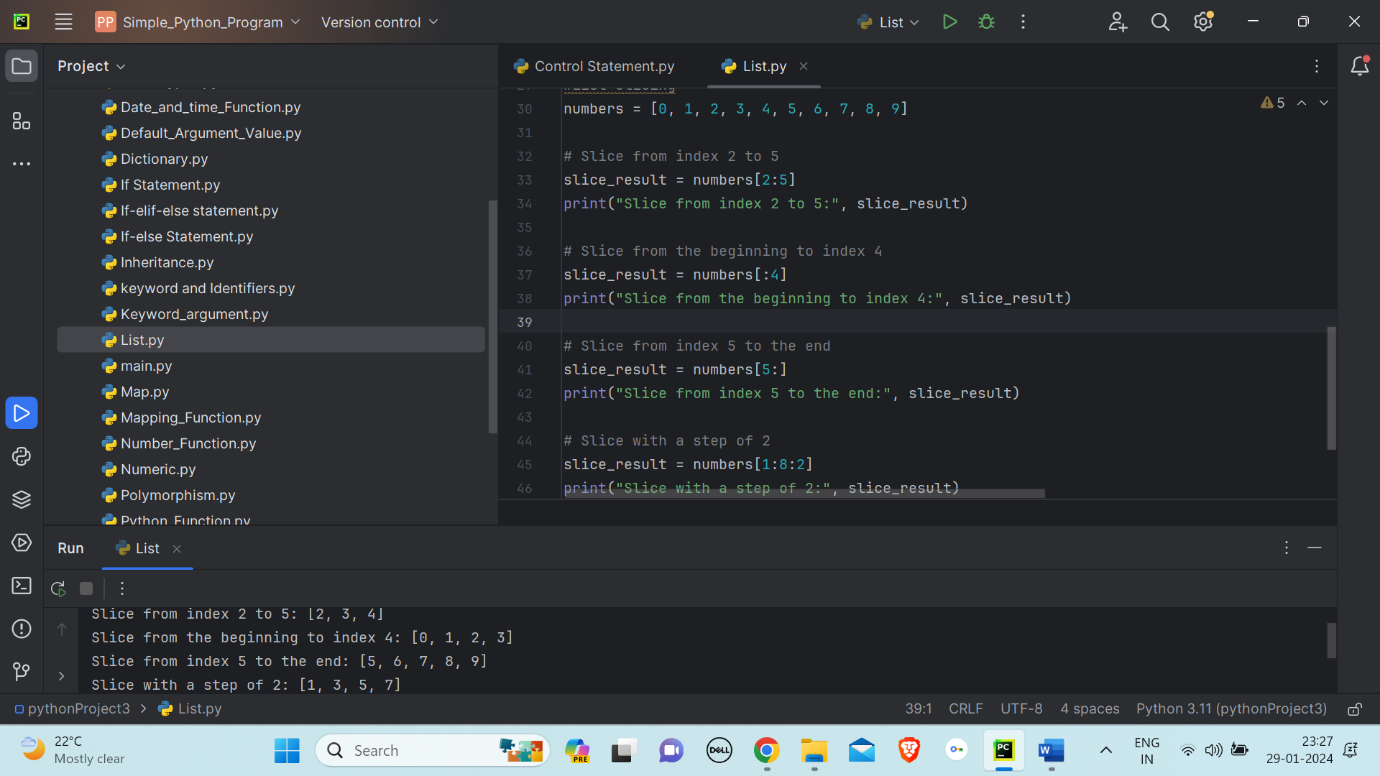 PC PP Simple_Python_Program Version control List
Project
Control Statement.py List.py
Date_and_time_Function.py
Default_Argument_Value.py
Dictionary.py
If Statement.py
If-elif-else statement.py
If-else Statement.py
Inheritance.py
keyword and Identifiers.py
Keyword_argument.py
List.py
main.py
Map.py
Mapping_Function.py
Number_Function.py
Numeric.py
Polymorphism.py
Python_Function.py
5
30 numbers = [0, 1, 2, 3, 4, 5, 6, 7, 8, 9]
31
32 # Slice from index 2 to 5
33 slice_result = numbers[2:5]
34 print("Slice from index 2 to 5:", slice_result)
35
36 # Slice from the beginning to index 4
37 slice_result = numbers[:4]
38 print("Slice from the beginning to index 4:", slice_result)
39
40 # Slice from index 5 to the end
41 slice_result = numbers[5:]
42 print("Slice from index 5 to the end:", slice_result)
43
44 # Slice with a step of 2
45 slice_result = numbers[1:8:2]
46 print("Slice with a step of 2:", slice_result)
Run List
Slice from index 2 to 5: [2, 3, 4]
Slice from the beginning to index 4: [0, 1, 2, 3]
Slice from index 5 to the end: [5, 6, 7, 8, 9]
Slice with a step of 2: [1, 3, 5, 7]
pythonProject3 List.py 39:1 CRLF UTF-8 4 spaces Python 3.11 (pythonProject3)
22°C
Mostly clear
Search
PRE
DELL
PC
W
ENG
IN
23:27
29-01-2024